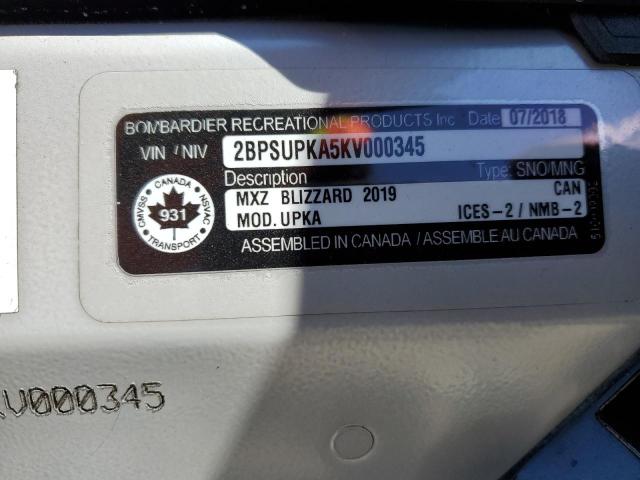 BOMBARDIER RECREATIONAL PRODUCTS Inc Date 07/2018
VIN / NIV 2BPSUPKA5KV000345
Description Type: SNO/MNG
MXZ BLIZZARD 2019 CAN
MOD. UPKA ICES-2 / NMB-2
ASSEMBLED IN CANADA / ASSEMBLE AU CANADA
CANADA
CMVSS 931 NSVAC
TRANSPORT
V000345